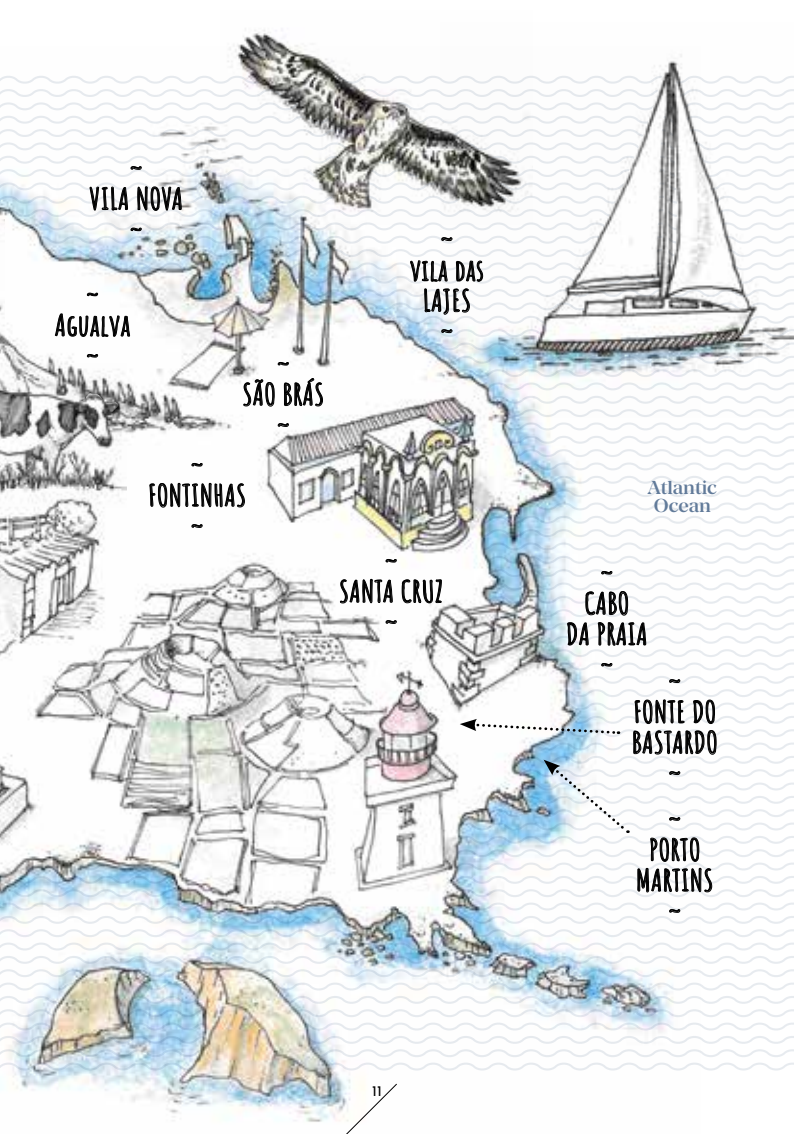 VILA NOVA
VILA DAS
LAJES
AGUALVA
SÃO BRÁS
FONTINHAS
Atlantic
Ocean
SANTA CRUZ
CABO
DA PRAIA
FONTE DO
BASTARDO
PORTO
MARTINS
11